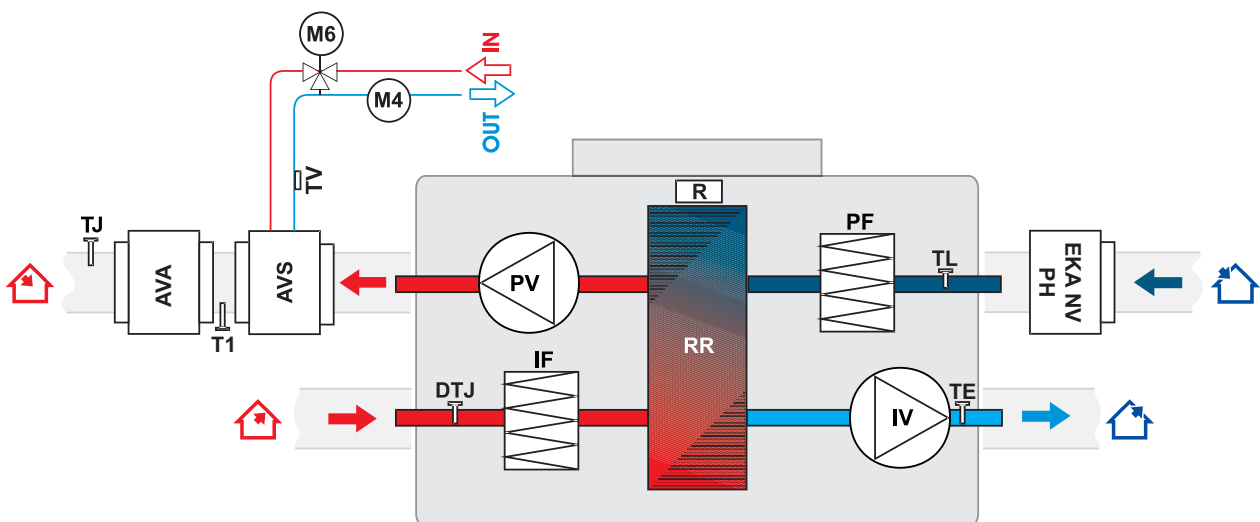 M6
IN
M4
OUT
TV
R
TJ
PF
TL
AVA
AVS
PV
EKA NV
PH
T1
RR
IF
DTJ
TE
IV